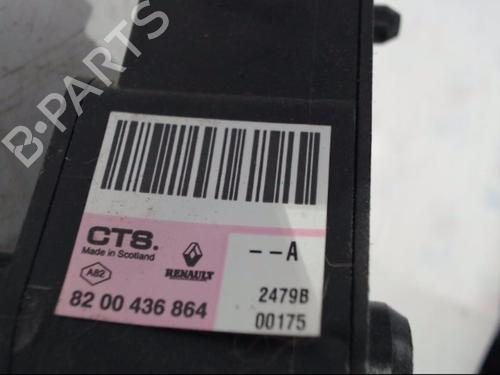 B-PARTS
CTS.
Made in Scotland
A82
RENAULT
--A
82 00 436 864
2479B
00175